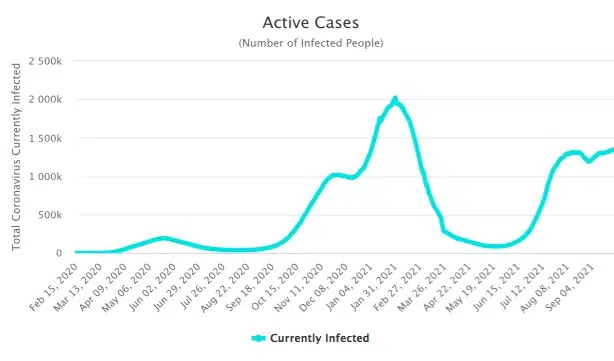 Active Cases
(Number of Infected People)
Total Coronavirus Currently Infected
2 500k
2 000k
1 500k
1 000k
500k
0
Feb 15, 2020
Mar 13, 2020
Apr 09, 2020
May 06, 2020
Jun 02, 2020
Jun 29, 2020
Jul 26, 2020
Aug 22, 2020
Sep 18, 2020
Oct 15, 2020
Nov 11, 2020
Dec 08, 2020
Jan 04, 2021
Jan 31, 2021
Feb 27, 2021
Mar 26, 2021
Apr 22, 2021
May 19, 2021
Jun 15, 2021
Jul 12, 2021
Aug 08, 2021
Sep 04, 2021
Currently Infected